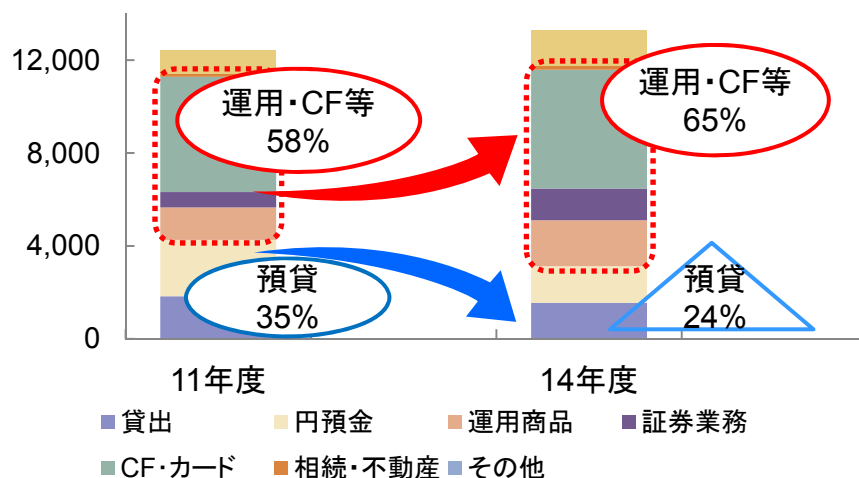 12,000
8,000
4,000
0
運用・CF等
58%
運用・CF等
65%
預貸
35%
預貸
24%
11年度
14年度
貸出
円預金
運用商品
証券業務
CF・カード
相続・不動産
その他